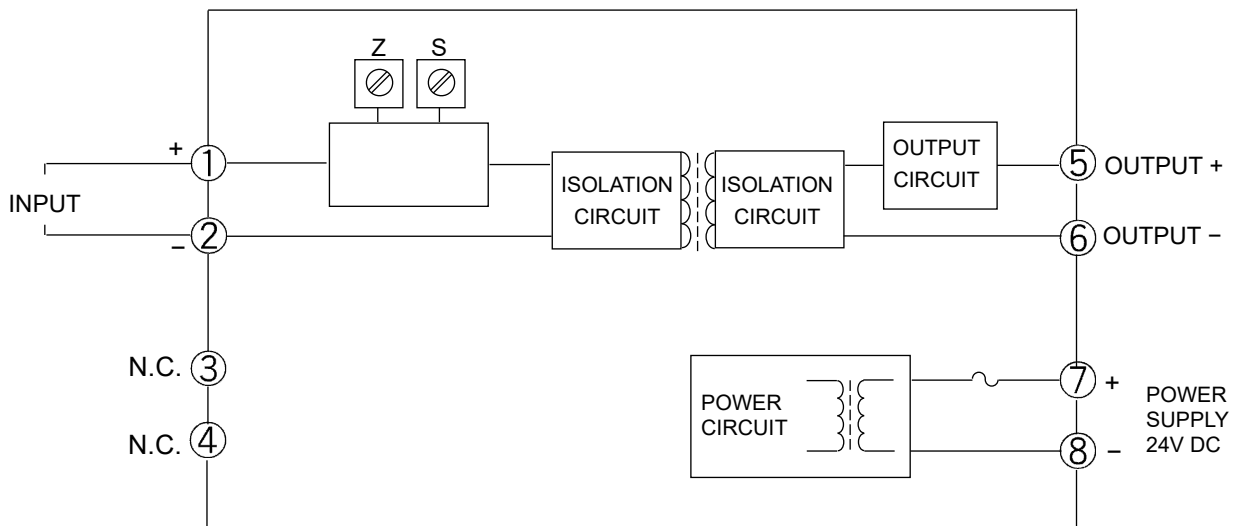 Z
S
+
1
INPUT
−
2
ISOLATION
CIRCUIT
ISOLATION
CIRCUIT
OUTPUT
CIRCUIT
5 OUTPUT +
6 OUTPUT −
N.C. 3
N.C. 4
POWER
CIRCUIT
7 +
8 −
POWER
SUPPLY
24V DC